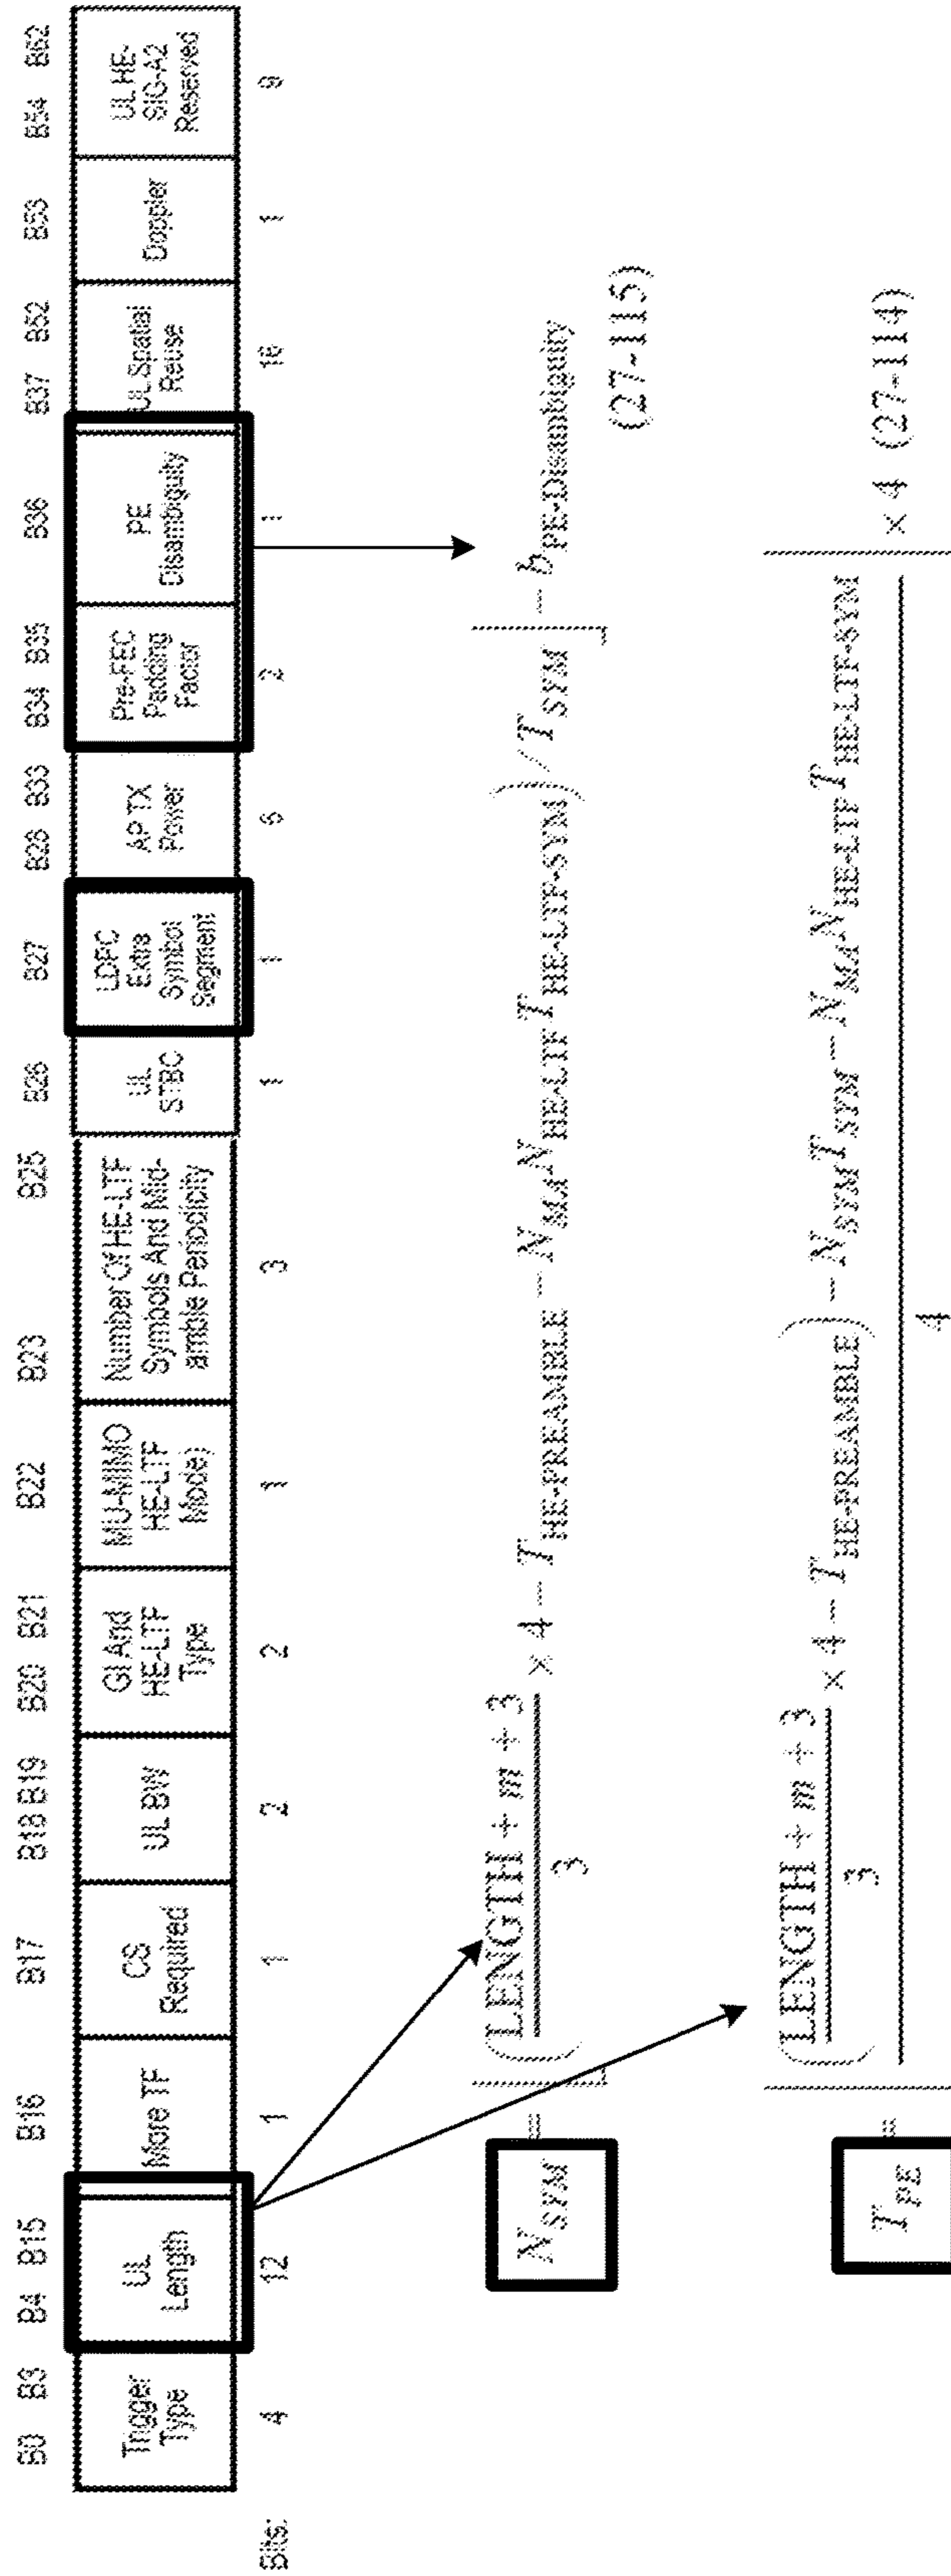 B0 B3 B4 B15 B16 B17 B18 B19 B20 B21 B22 B23 B25 B26 B27 B28 B33 B34 B35 B36 B37 B52 B53 B54 B62
Trigger
Type
UL
Length
More TF
CS
Required
UL BW
GI And
HE-LTF
Type
MU-MIMO
HE-LTF
Mode)
Number Of HE-LTF
Symbols And Mid-
amble Periodicity
UL
STBC
LDPC
Extra
Symbol
Segment
AP TX
Power
Pre-FEC
Padding
Factor
PE
Disambiguity
UL Spatial
Reuse
Doppler
UL HE-
SIG-A2
Reserved
Bits: 4 12 1 1 2 2 1 3 1 1 6 2 1 16 1 9
N_SYM = ⌊((LENGTH + m + 3)/3 × 4 − T_HE-PREAMBLE − N_MA N_HE-LTF T_HE-LTF-SYM)/T_SYM⌋ − b_PE-Disambiguity
(27-115)
T_PE = ⌊(((LENGTH + m + 3)/3 × 4 − T_HE-PREAMBLE) − N_SYM T_SYM − N_MA N_HE-LTF T_HE-LTF-SYM)/4⌋ × 4 (27-114)